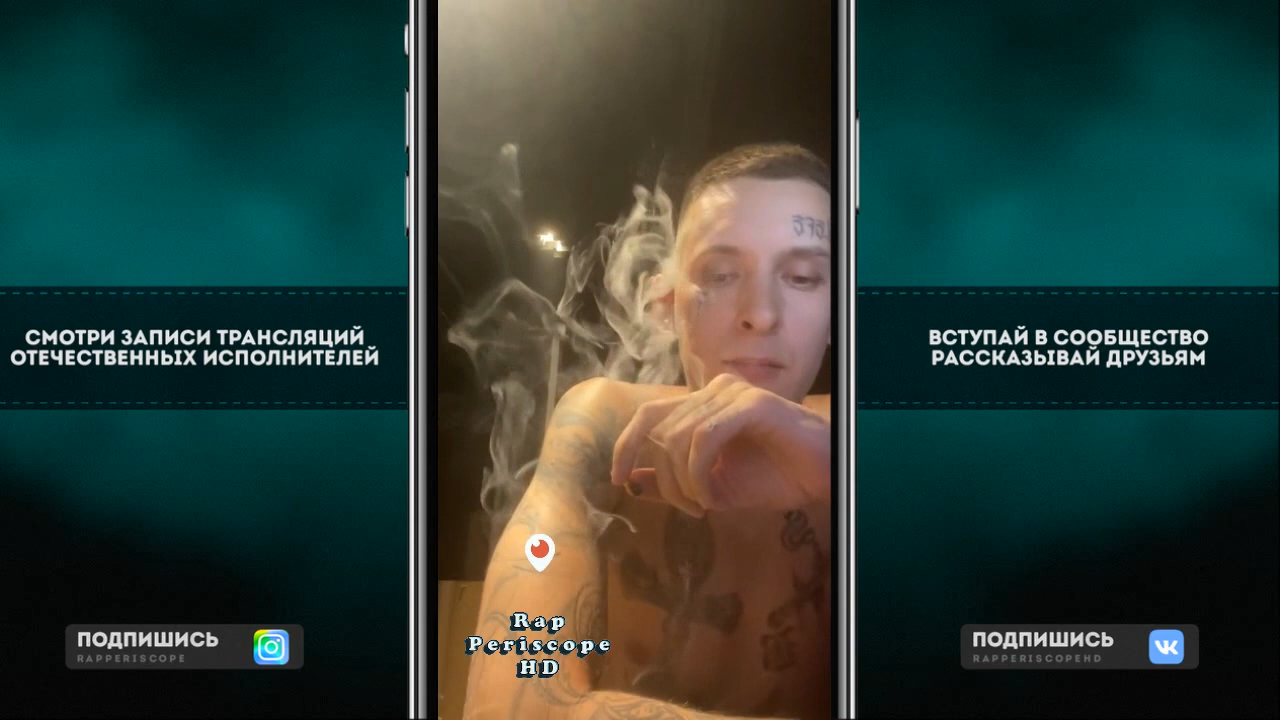 СМОТРИ ЗАПИСИ ТРАНСЛЯЦИЙ
ОТЕЧЕСТВЕННЫХ ИСПОЛНИТЕЛЕЙ
ПОДПИШИСЬ
RAPPERISCOPE
Rap
Periscope
HD
ВСТУПАЙ В СООБЩЕСТВО
РАССКАЗЫВАЙ ДРУЗЬЯМ
ПОДПИШИСЬ
RAPPERISCOPEHD